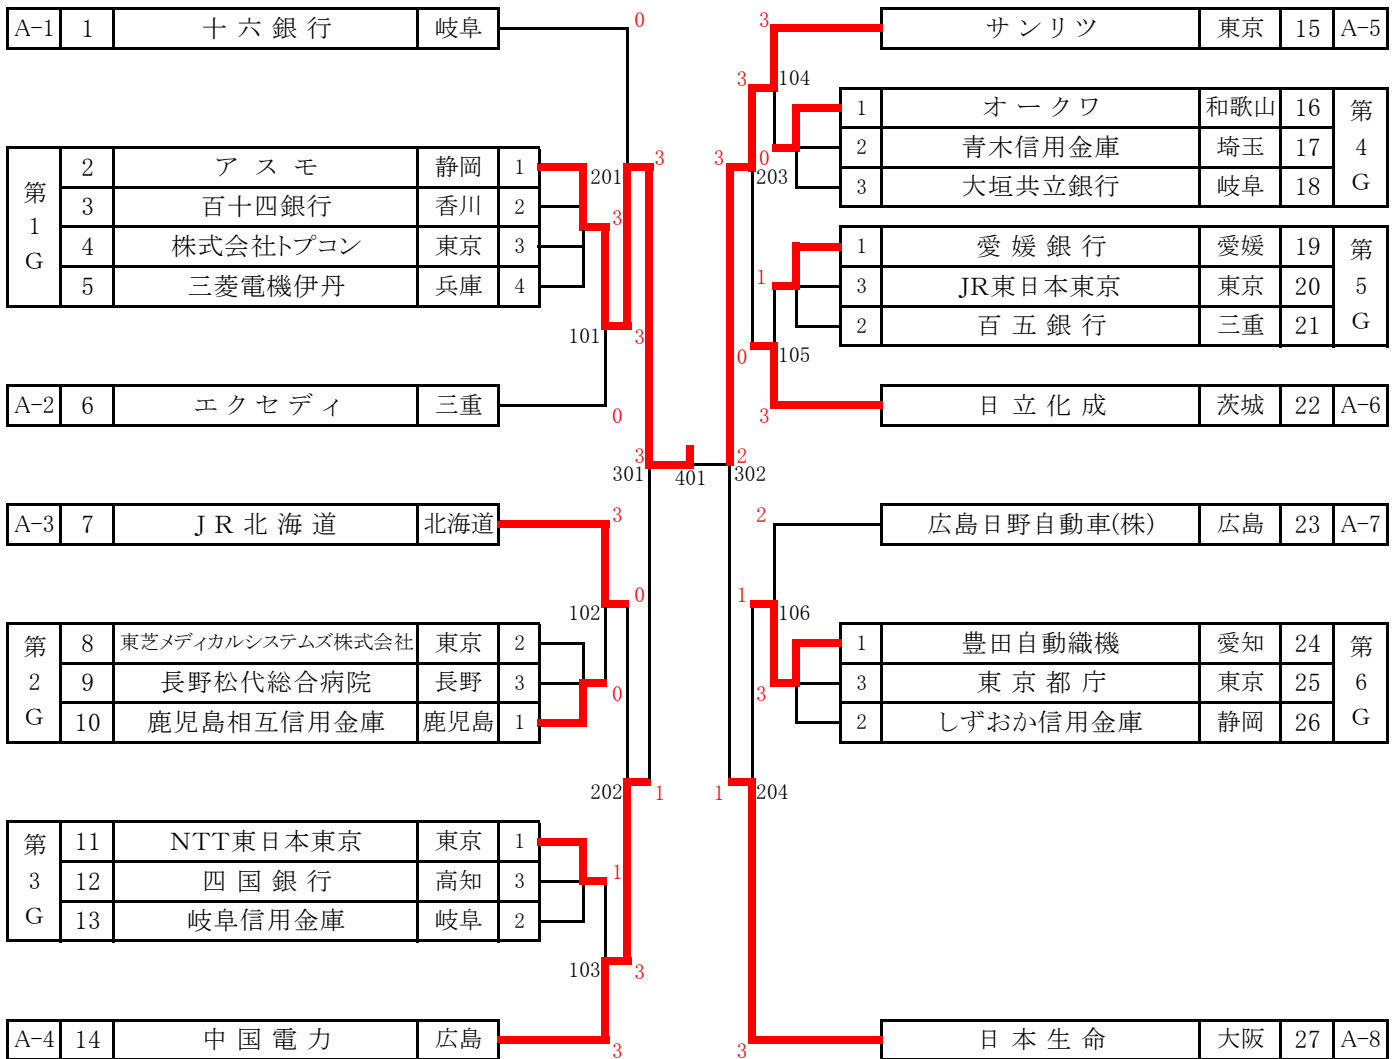 A-1 1 十六銀行 岐阜
0
第1G
2 アスモ 静岡 1
3 百十四銀行 香川 2
4 株式会社トプコン 東京 3
5 三菱電機伊丹 兵庫 4
201
3
3
101
3
A-2 6 エクセディ 三重
0
3
301
401
A-3 7 JR北海道 北海道
3
102
0
第2G
8 東芝メディカルシステムズ株式会社 東京 2
9 長野松代総合病院 長野 3
10 鹿児島相互信用金庫 鹿児島 1
0
202
1
第3G
11 NTT東日本東京 東京 1
12 四国銀行 高知 3
13 岐阜信用金庫 岐阜 2
1
103
3
A-4 14 中国電力 広島
3
3
サンリツ 東京 15 A-5
3
104
1 オークワ 和歌山 16
2 青木信用金庫 埼玉 17
3 大垣共立銀行 岐阜 18
第4G
3
0
203
1 愛媛銀行 愛媛 19
3 JR東日本東京 東京 20
2 百五銀行 三重 21
第5G
1
0
105
3
日立化成 茨城 22 A-6
2
302
2
広島日野自動車(株) 広島 23 A-7
1
106
1 豊田自動織機 愛知 24
3 東京都庁 東京 25
2 しずおか信用金庫 静岡 26
第6G
3
1
204
3
日本生命 大阪 27 A-8